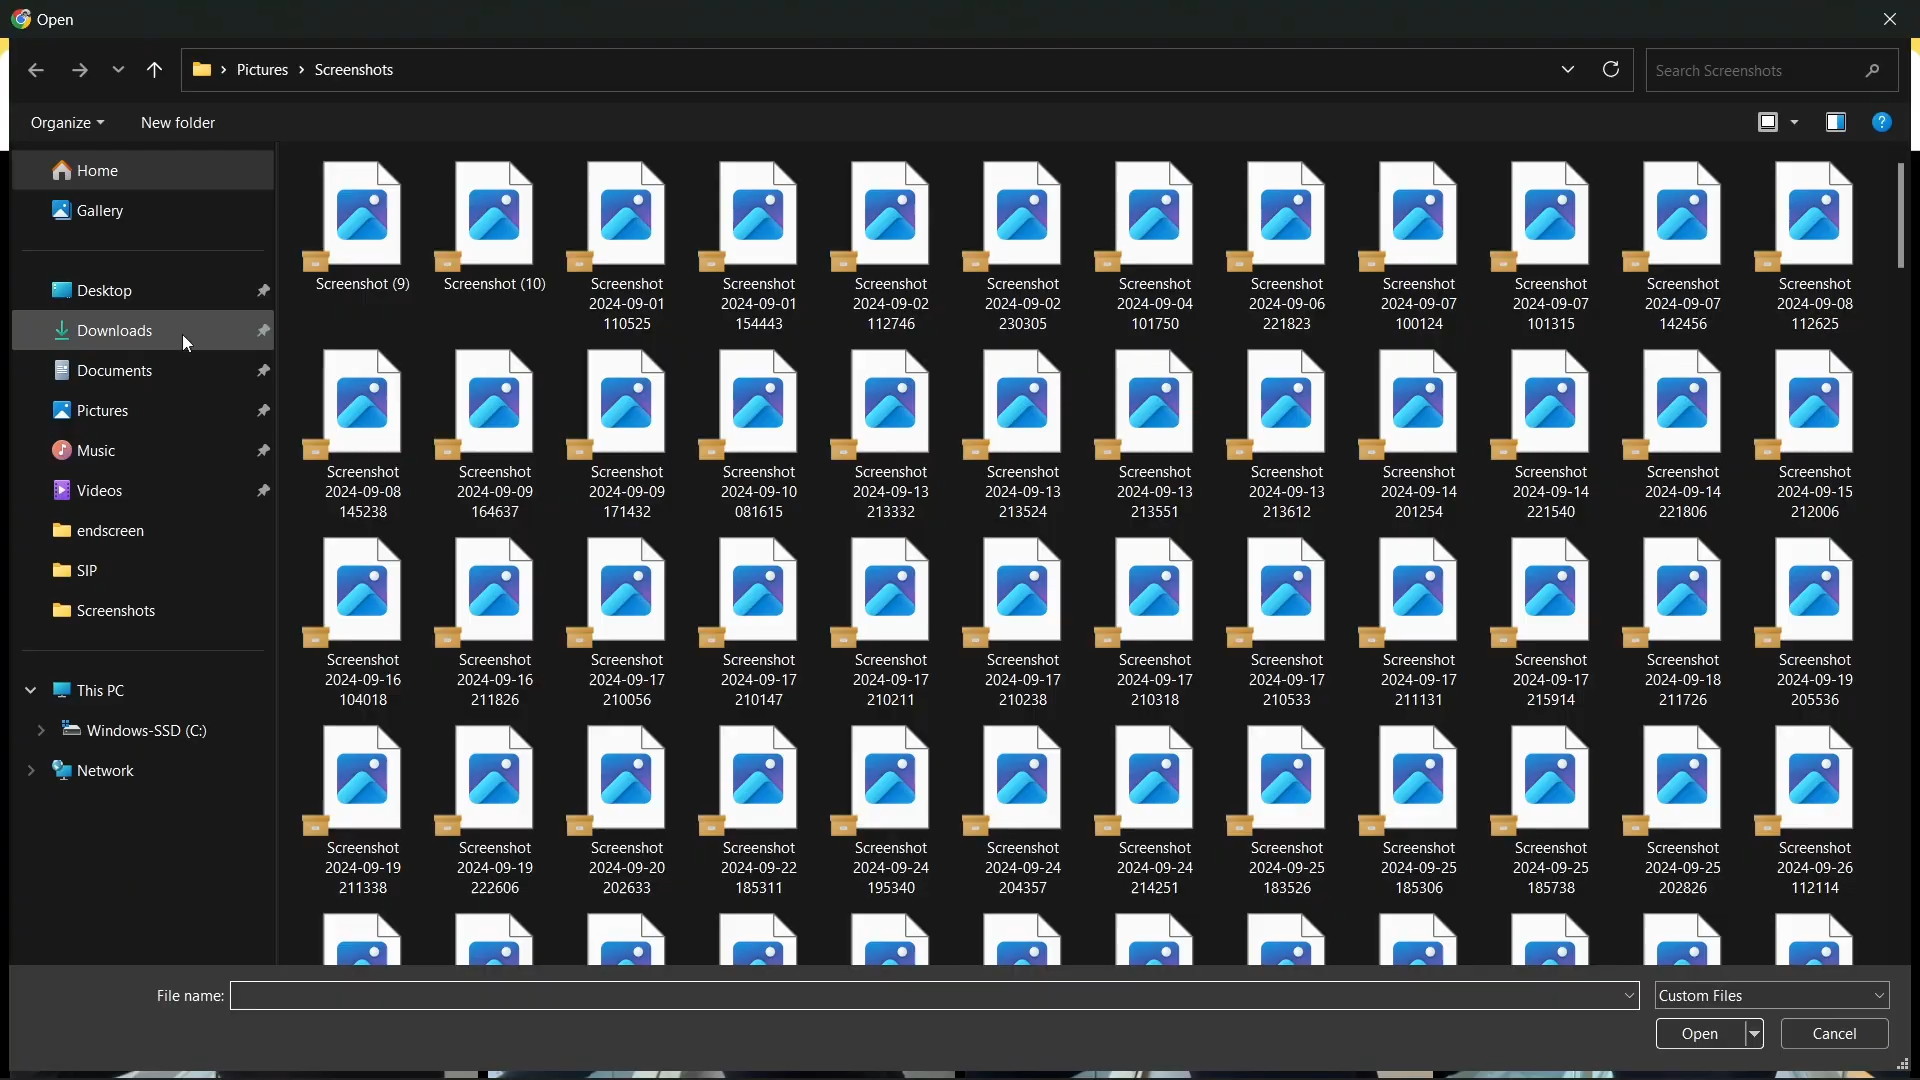 Open
Pictures > Screenshots
Search Screenshots
Organize
New folder
Home
Gallery
Desktop
Downloads
Documents
Pictures
Music
Videos
endscreen
SIP
Screenshots
This PC
Windows-SSD (C:)
Network
Screenshot (9)
Screenshot (10)
Screenshot
2024-09-01
110525
Screenshot
2024-09-01
154443
Screenshot
2024-09-02
112746
Screenshot
2024-09-02
230305
Screenshot
2024-09-04
101750
Screenshot
2024-09-06
221823
Screenshot
2024-09-07
100124
Screenshot
2024-09-07
101315
Screenshot
2024-09-07
142456
Screenshot
2024-09-08
112625
Screenshot
2024-09-08
145238
Screenshot
2024-09-09
164637
Screenshot
2024-09-09
171432
Screenshot
2024-09-10
081615
Screenshot
2024-09-13
213332
Screenshot
2024-09-13
213524
Screenshot
2024-09-13
213551
Screenshot
2024-09-13
213612
Screenshot
2024-09-14
201254
Screenshot
2024-09-14
221540
Screenshot
2024-09-14
221806
Screenshot
2024-09-15
212006
Screenshot
2024-09-16
104018
Screenshot
2024-09-16
211826
Screenshot
2024-09-17
210056
Screenshot
2024-09-17
210147
Screenshot
2024-09-17
210211
Screenshot
2024-09-17
210238
Screenshot
2024-09-17
210318
Screenshot
2024-09-17
210533
Screenshot
2024-09-17
211131
Screenshot
2024-09-17
215914
Screenshot
2024-09-18
211726
Screenshot
2024-09-19
205536
Screenshot
2024-09-19
211338
Screenshot
2024-09-19
222606
Screenshot
2024-09-20
202633
Screenshot
2024-09-22
185311
Screenshot
2024-09-24
195340
Screenshot
2024-09-24
204357
Screenshot
2024-09-24
214251
Screenshot
2024-09-25
183526
Screenshot
2024-09-25
185306
Screenshot
2024-09-25
185738
Screenshot
2024-09-25
202826
Screenshot
2024-09-26
112114
File name:
Custom Files
Open
Cancel